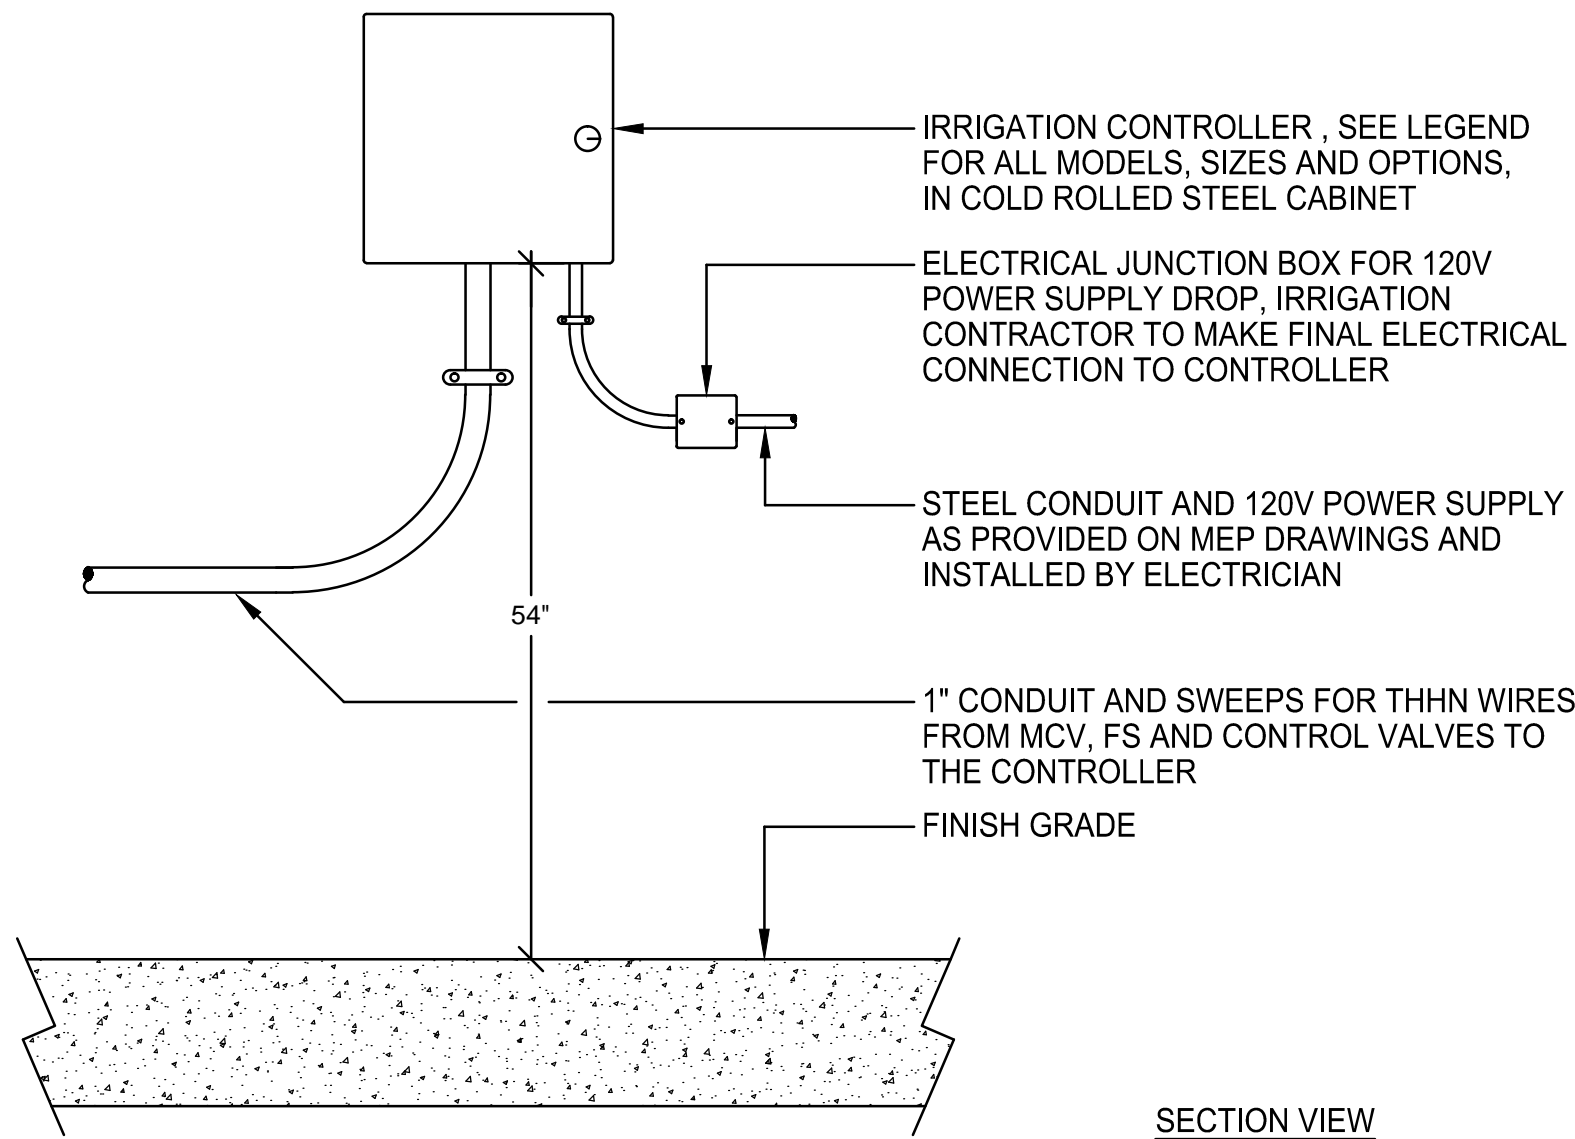 IRRIGATION CONTROLLER , SEE LEGEND
FOR ALL MODELS, SIZES AND OPTIONS,
IN COLD ROLLED STEEL CABINET
ELECTRICAL JUNCTION BOX FOR 120V
POWER SUPPLY DROP, IRRIGATION
CONTRACTOR TO MAKE FINAL ELECTRICAL
CONNECTION TO CONTROLLER
STEEL CONDUIT AND 120V POWER SUPPLY
AS PROVIDED ON MEP DRAWINGS AND
INSTALLED BY ELECTRICIAN
54"
1" CONDUIT AND SWEEPS FOR THHN WIRES
FROM MCV, FS AND CONTROL VALVES TO
THE CONTROLLER
FINISH GRADE
SECTION VIEW